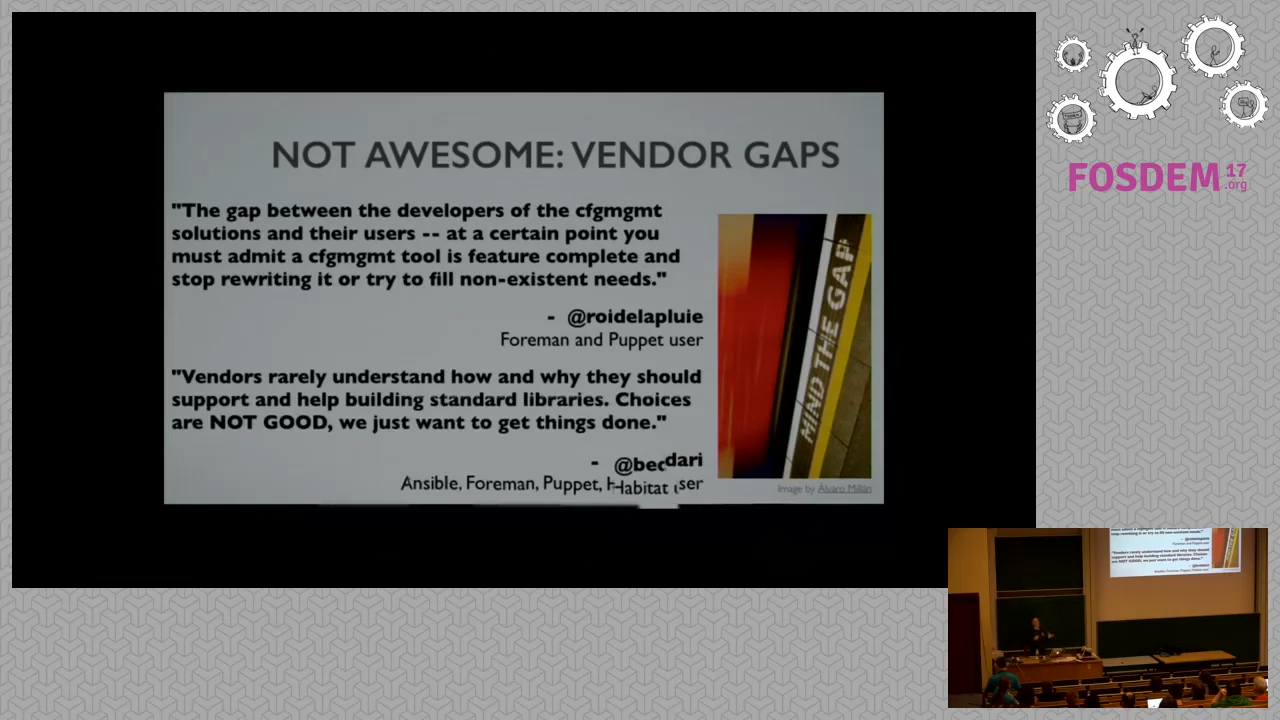 NOT AWESOME: VENDOR GAPS
"The gap between the developers of the cfgmgmt
solutions and their users -- at a certain point you
must admit a cfgmgmt tool is feature complete and
stop rewriting it or try to fill non-existent needs."
- @roidelapluie
Foreman and Puppet user
"Vendors rarely understand how and why they should
support and help building standard libraries. Choices
are NOT GOOD, we just want to get things done."
-
Ansible, Foreman, Puppet, Habitat
MIND THE GAP
Image by Álvaro Millán
FOSDEM 17
.org